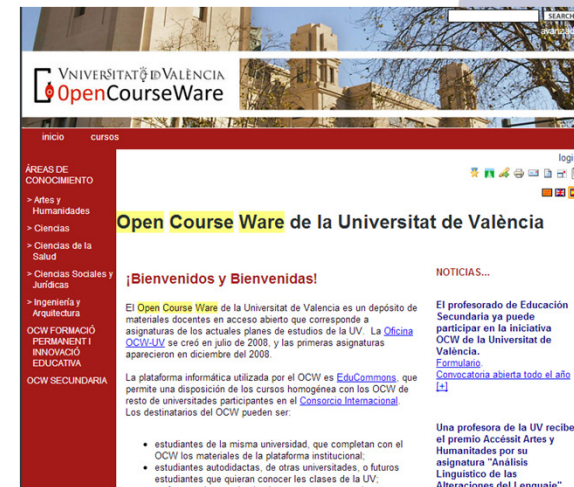 SEARCH
VNIVERSITATĞ DVALÈNCIA
OpenCourseWare
inicio cursos
ÁREAS DE
CONOCIMIENTO
> Artes y
Humanidades
> Ciencias
> Ciencias de la
Salud
> Ciencias Sociales y
Jurídicas
> Ingeniería y
Arquitectura
OCW FORMACIÓ
PERMANENT I
INNOVACIÓ
EDUCATIVA
OCW SECUNDARIA
Open Course Ware de la Universitat de València
¡Bienvenidos y Bienvenidas!
El Open Course Ware de la Universitat de Valencia es un depósito de
materiales docentes en acceso abierto que corresponde a
asignaturas de los actuales planes de estudios de la UV. La Oficina
OCW-UV se creó en julio de 2008, y las primeras asignaturas
aparecieron en diciembre del 2008.
La plataforma informática utilizada por el OCW es EduCommons, que
permite una disposición de los cursos homogénea con los OCW de
resto de universidades participantes en el Consorcio Internacional.
Los destinatarios del OCW pueden ser:
estudiantes de la misma universidad, que completan con el
OCW los materiales de la plataforma institucional;
estudiantes autodidactas, de otras universidades, o futuros
estudiantes que quieran conocer les clases de la UV;
NOTICIAS...
El profesorado de Educación
Secundaria ya puede
participar en la iniciativa
OCW de la Universitat de
València.
Formulario.
Convocatoria abierta todo el año
[+]
Una profesora de la UV recibe
el premio Accéssit Artes y
Humanitades por su
asignatura "Análisis
Linguístico de las
Alteraciones del Lenguaje"